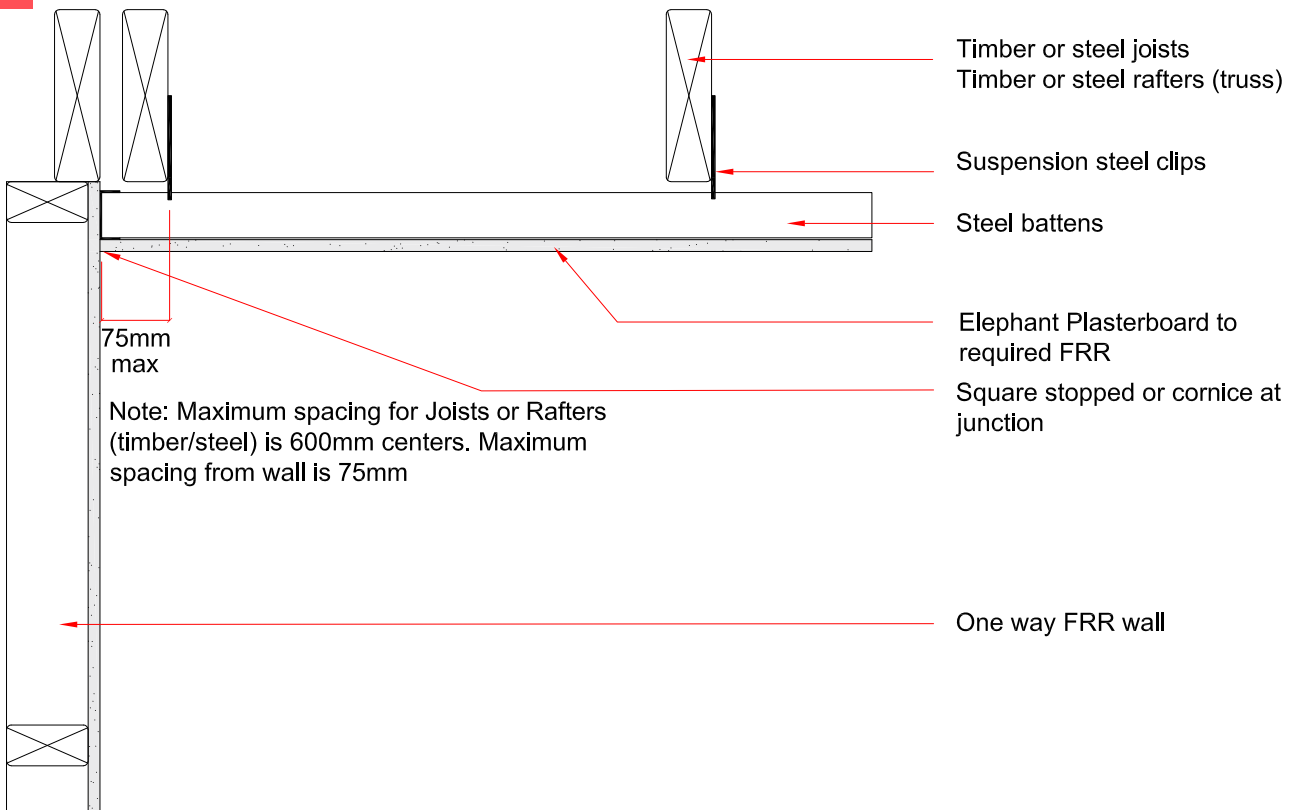 Timber or steel joists
Timber or steel rafters (truss)
Suspension steel clips
Steel battens
Elephant Plasterboard to
required FRR
Square stopped or cornice at
junction
75mm
max
Note: Maximum spacing for Joists or Rafters
(timber/steel) is 600mm centers. Maximum
spacing from wall is 75mm
One way FRR wall